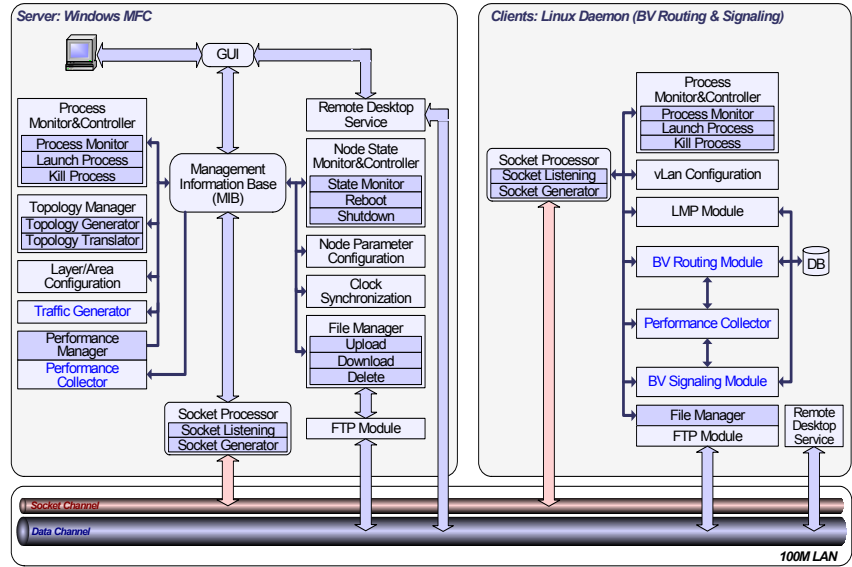 Server: Windows MFC
GUI
Process
Monitor&Controller
Process Monitor
Launch Process
Kill Process
Topology Manager
Topology Generator
Topology Translator
Layer/Area
Configuration
Traffic Generator
Performance
Manager
Performance
Collector
Management
Information Base
(MIB)
Socket Processor
Socket Listening
Socket Generator
Remote Desktop
Service
Node State
Monitor&Controller
State Monitor
Reboot
Shutdown
Node Parameter
Configuration
Clock
Synchronization
File Manager
Upload
Download
Delete
FTP Module
Clients: Linux Daemon (BV Routing & Signaling)
Socket Processor
Socket Listening
Socket Generator
Process
Monitor&Controller
Process Monitor
Launch Process
Kill Process
vLan Configuration
LMP Module
BV Routing Module
DB
Performance Collector
BV Signaling Module
File Manager
FTP Module
Remote
Desktop
Service
Socket Channel
Data Channel
100M LAN